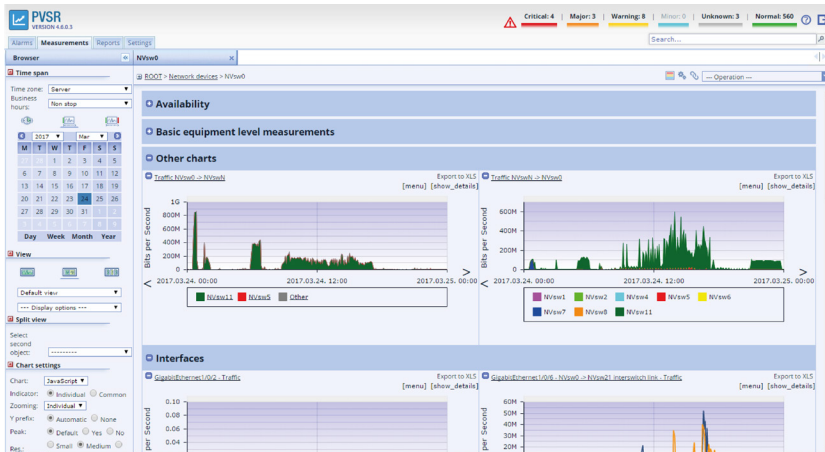 PVSR
VERSION 4.6.0.3
Critical: 4 | Major: 3 | Warning: 8 | Minor: 0 | Unknown: 3 | Normal: 560
Search...
Alarms Measurements Reports Settings
Browser
NVsw0
Time span
ROOT > Network devices > NVsw0
--- Operation ---
Time zone: Server
Business hours: Non stop
2017 Mar
M T W T F S S
1 2 3 4 5
6 7 8 9 10 11 12
13 14 15 16 17 18 19
20 21 22 23 24 25 26
27 28 29 30 31
Day Week Month Year
View
Default view
--- Display options ---
Split view
Select second object: ---------
Chart settings
Chart: JavaScript
Indicator: Individual Common
Zooming: Individual
Y prefix: Automatic None
Peak: Default Yes No
Res.: Small Medium
Availability
Basic equipment level measurements
Other charts
Traffic NVsw0 -> NVswN
Export to XLS
[menu] [show_details]
Bits per Second
1G
800M
600M
400M
200M
0
2017.03.24. 00:00 2017.03.24. 12:00 2017.03.25. 00:00
NVsw11 NVsw5 Other
Traffic NVswN -> NVsw0
Export to XLS
[menu] [show_details]
Bits per Second
600M
400M
200M
0
2017.03.24. 00:00 2017.03.24. 12:00 2017.03.25. 00:00
NVsw1 NVsw2 NVsw4 NVsw5 NVsw6
NVsw7 NVsw8 NVsw11
Interfaces
GigabitEthernet1/0/2 - Traffic
Export to XLS
[menu] [show_details]
per Second
0.10
0.08
0.06
0.04
GigabitEthernet1/0/6 - NVsw0 -> NVsw21 interswitch link - Traffic
Export to XLS
[menu] [show_details]
per Second
60M
50M
40M
30M
20M